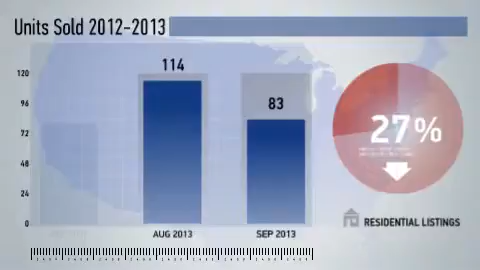 Units Sold 2012-2013
120
114
96
83
72
27%
48
24
0
AUG 2013
SEP 2013
RESIDENTIAL LISTINGS